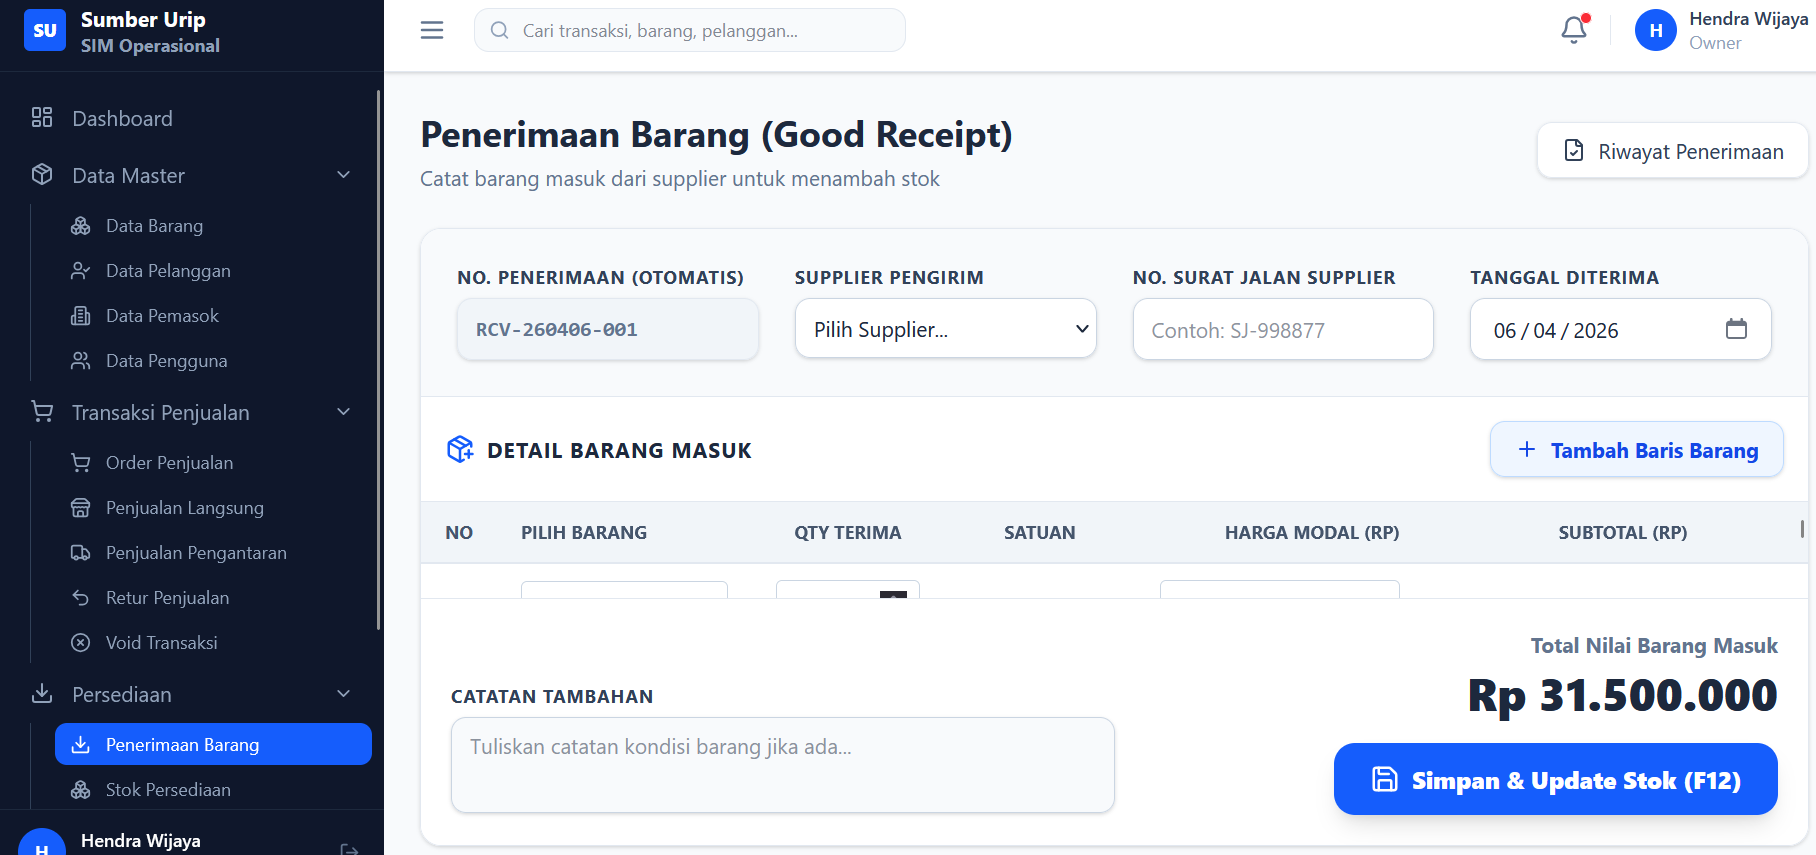 SU
Sumber Urip
SIM Operasional
Dashboard
Data Master
Data Barang
Data Pelanggan
Data Pemasok
Data Pengguna
Transaksi Penjualan
Order Penjualan
Penjualan Langsung
Penjualan Pengantaran
Retur Penjualan
Void Transaksi
Persediaan
Penerimaan Barang
Stok Persediaan
H
Hendra Wijaya
Cari transaksi, barang, pelanggan...
H
Hendra Wijaya
Owner
Penerimaan Barang (Good Receipt)
Catat barang masuk dari supplier untuk menambah stok
Riwayat Penerimaan
NO. PENERIMAAN (OTOMATIS)
RCV-260406-001
SUPPLIER PENGIRIM
Pilih Supplier...
NO. SURAT JALAN SUPPLIER
Contoh: SJ-998877
TANGGAL DITERIMA
06/04/2026
DETAIL BARANG MASUK
+ Tambah Baris Barang
NO PILIH BARANG QTY TERIMA SATUAN HARGA MODAL (RP) SUBTOTAL (RP)
CATATAN TAMBAHAN
Tuliskan catatan kondisi barang jika ada...
Total Nilai Barang Masuk
Rp 31.500.000
Simpan & Update Stok (F12)